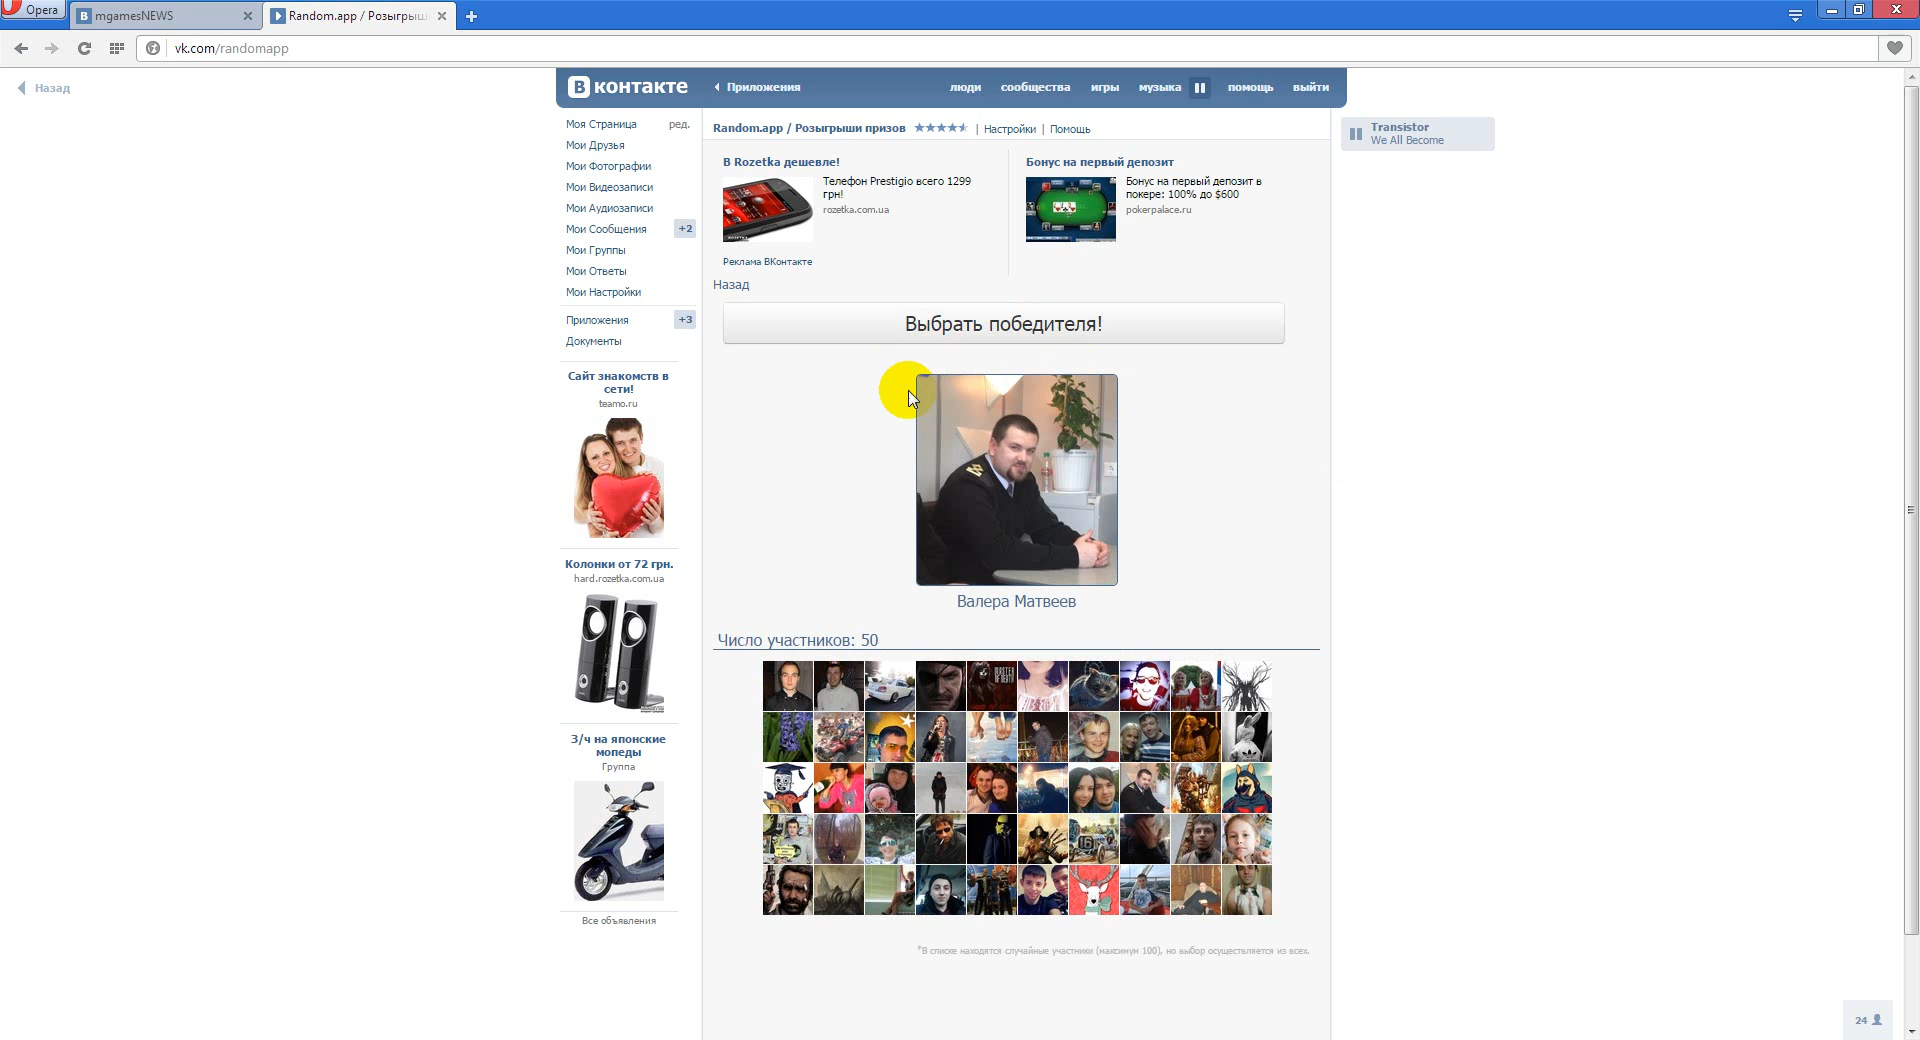 Opera
mgamesNEWS
Random.app / Розыгрыши
vk.com/randomapp
Назад
В контакте
Приложения
люди
сообщества
игры
музыка
помощь
выйти
Моя Страница
ред.
Мои Друзья
Мои Фотографии
Мои Видеозаписи
Мои Аудиозаписи
Мои Сообщения
+2
Мои Группы
Мои Ответы
Мои Настройки
Приложения
+3
Документы
Сайт знакомств в
сети!
teamo.ru
Колонки от 72 грн.
hard.rozetka.com.ua
З/ч на японские
мопеды
Группа
Все объявления
Random.app / Розыгрыши призов
| Настройки | Помощь
В Rozetka дешевле!
Телефон Prestigio всего 1299
грн!
rozetka.com.ua
Бонус на первый депозит
Бонус на первый депозит в
покере: 100% до $600
pokerpalace.ru
Реклама ВКонтакте
Назад
Выбрать победителя!
Валера Матвеев
Число участников: 50
*В списке находятся случайные участники (максимум 100), но выбор осуществляется из всех.
Transistor
We All Become
24